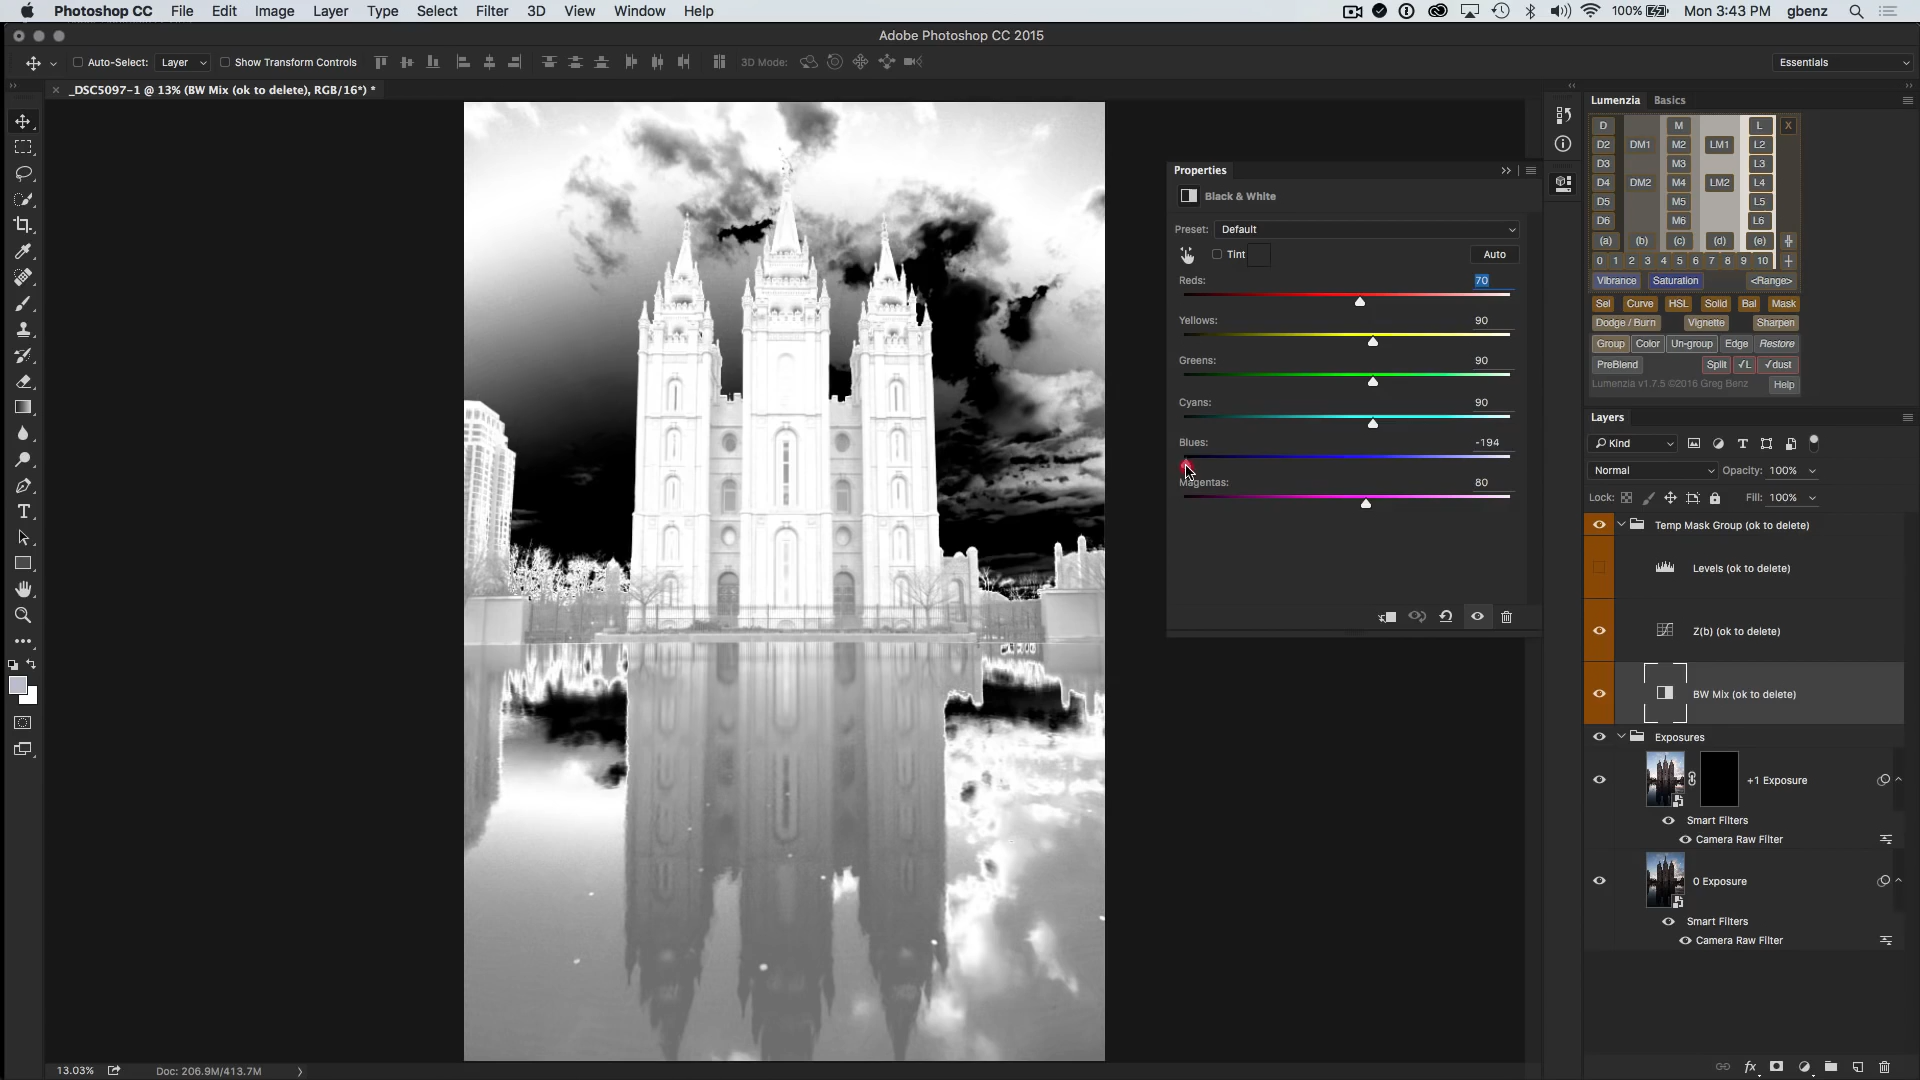 Photoshop CC File Edit Image Layer Type Select Filter 3D View Window Help 100% Mon 3:43 PM gbenz
Adobe Photoshop CC 2015
Auto-Select: Layer Show Transform Controls 3D Mode: Essentials
_DSC5097-1 @ 13% (BW Mix (ok to delete), RGB/16*) *
Properties
Black & White
Preset: Default
Tint Auto
Reds: 70
Yellows: 90
Greens: 90
Cyans: 90
Blues: -194
Magentas: 80
Lumenzia Basics
D M L X
D2 DM1 M2 LM1 L2
D3 M3 L3
D4 DM2 M4 LM2 L4
D5 M5 L5
D6 M6 L6
(a) (b) (c) (d) (e)
0 1 2 3 4 5 6 7 8 9 10
Vibrance Saturation <Range>
Sel Curve HSL Solid Bal Mask
Dodge / Burn Vignette Sharpen
Group Color Un-group Edge Restore
PreBlend Split √L √dust
Lumenzia v1.7.5 ©2016 Greg Benz Help
Layers
Kind
Normal Opacity: 100%
Lock: Fill: 100%
Temp Mask Group (ok to delete)
Levels (ok to delete)
Z(b) (ok to delete)
BW Mix (ok to delete)
Exposures
+1 Exposure
Smart Filters
Camera Raw Filter
0 Exposure
Smart Filters
Camera Raw Filter
13.03% Doc: 206.9M/413.7M